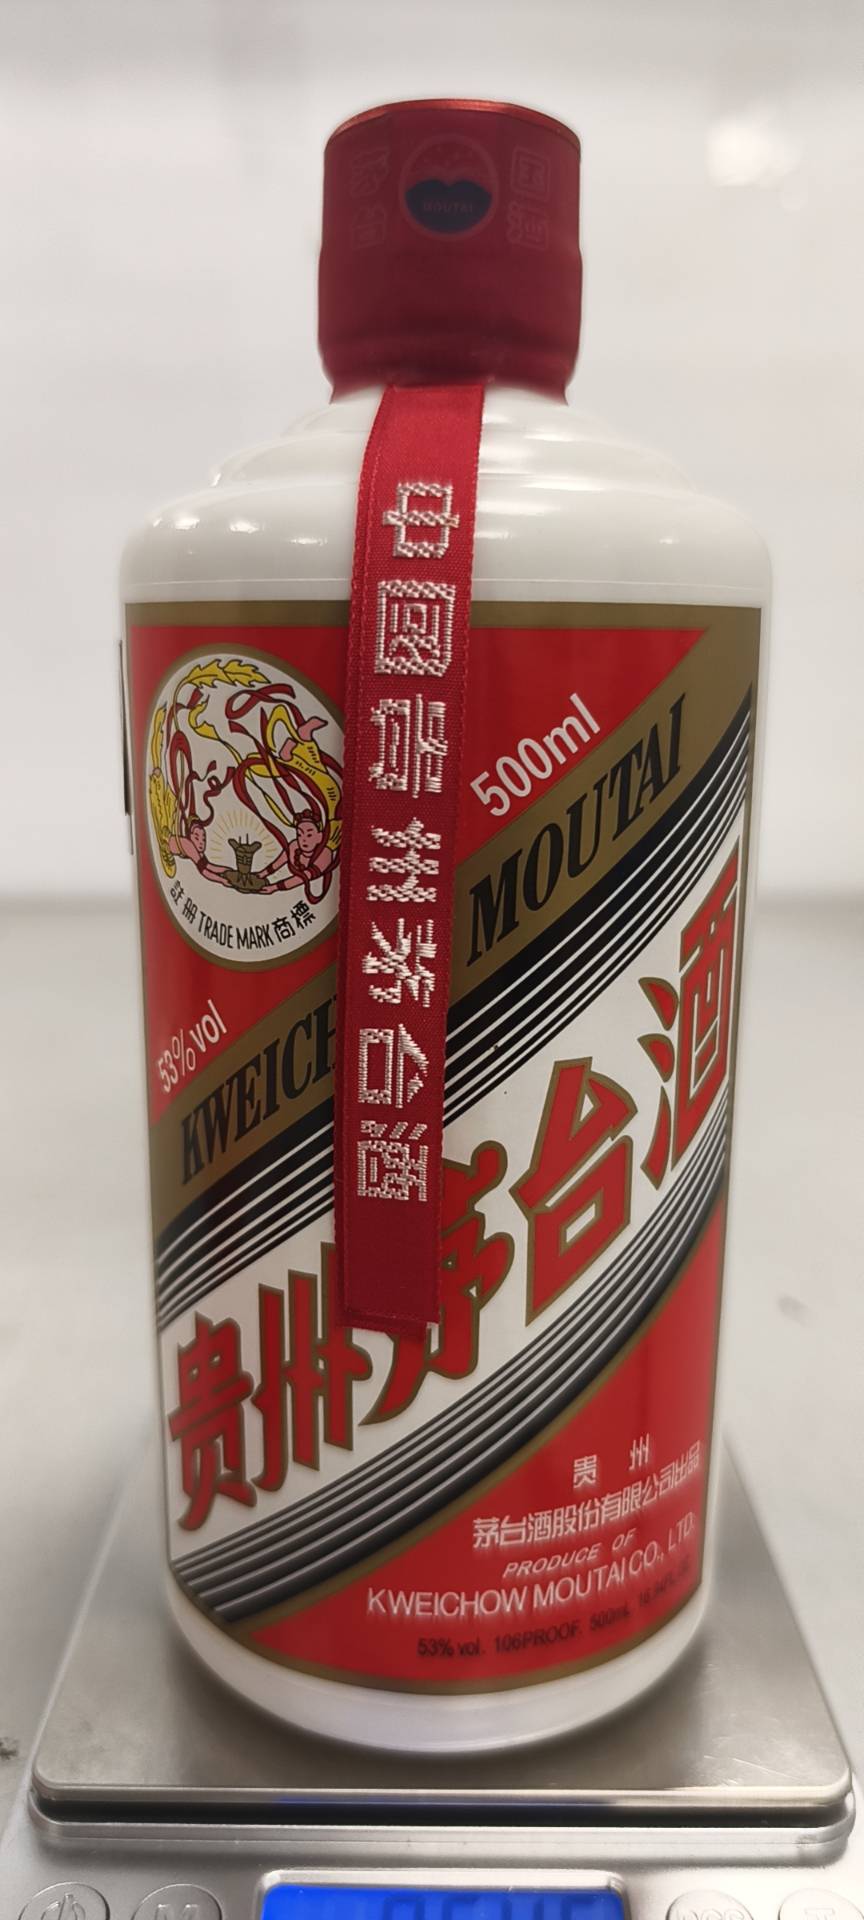 MOUTAI
国酒
茅台
中国贵州茅台酒
500ml
註册 TRADE MARK 商標
53%vol
KWEICH MOUTAI
贵州茅台酒
贵州
茅台酒股份有限公司出品
PRODUCE OF
KWEICHOW MOUTAI CO., LTD.
53% vol. 106PROOF. 500mL
M